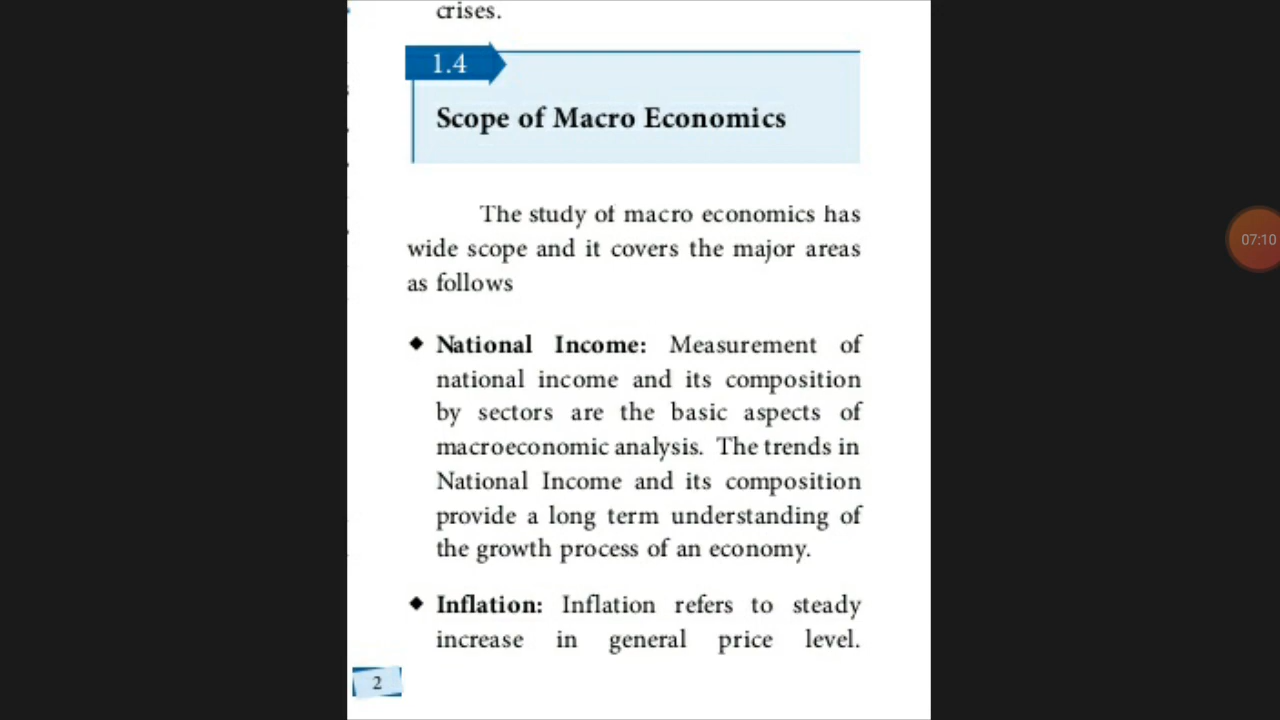 crises.
1.4
Scope of Macro Economics
The study of macro economics has
wide scope and it covers the major areas
as follows
◆ National Income: Measurement of
national income and its composition
by sectors are the basic aspects of
macroeconomic analysis. The trends in
National Income and its composition
provide a long term understanding of
the growth process of an economy.
◆ Inflation: Inflation refers to steady
increase in general price level.
2
07:10